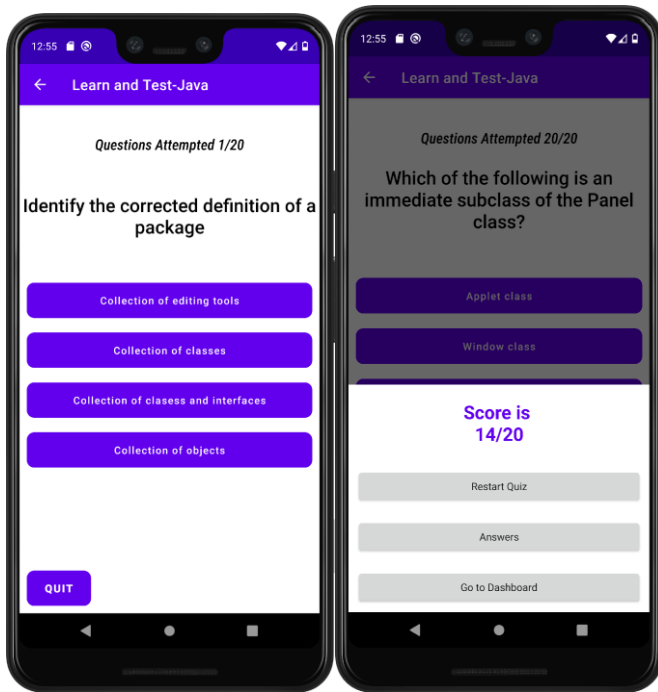 12:55
Learn and Test-Java
Questions Attempted 1/20
Identify the corrected definition of a
package
Collection of editing tools
Collection of classes
Collection of clasess and interfaces
Collection of objects
QUIT
12:55
Learn and Test-Java
Questions Attempted 20/20
Which of the following is an
immediate subclass of the Panel
class?
Applet class
Window class
Score is
14/20
Restart Quiz
Answers
Go to Dashboard